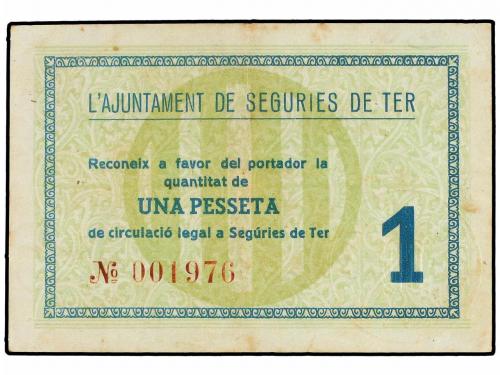 L'AJUNTAMENT DE SEGURIES DE TER
Reconeix a favor del portador la
quantitat de
UNA PESSETA
de circulació legal a Segúries de Ter
1
№ 001976